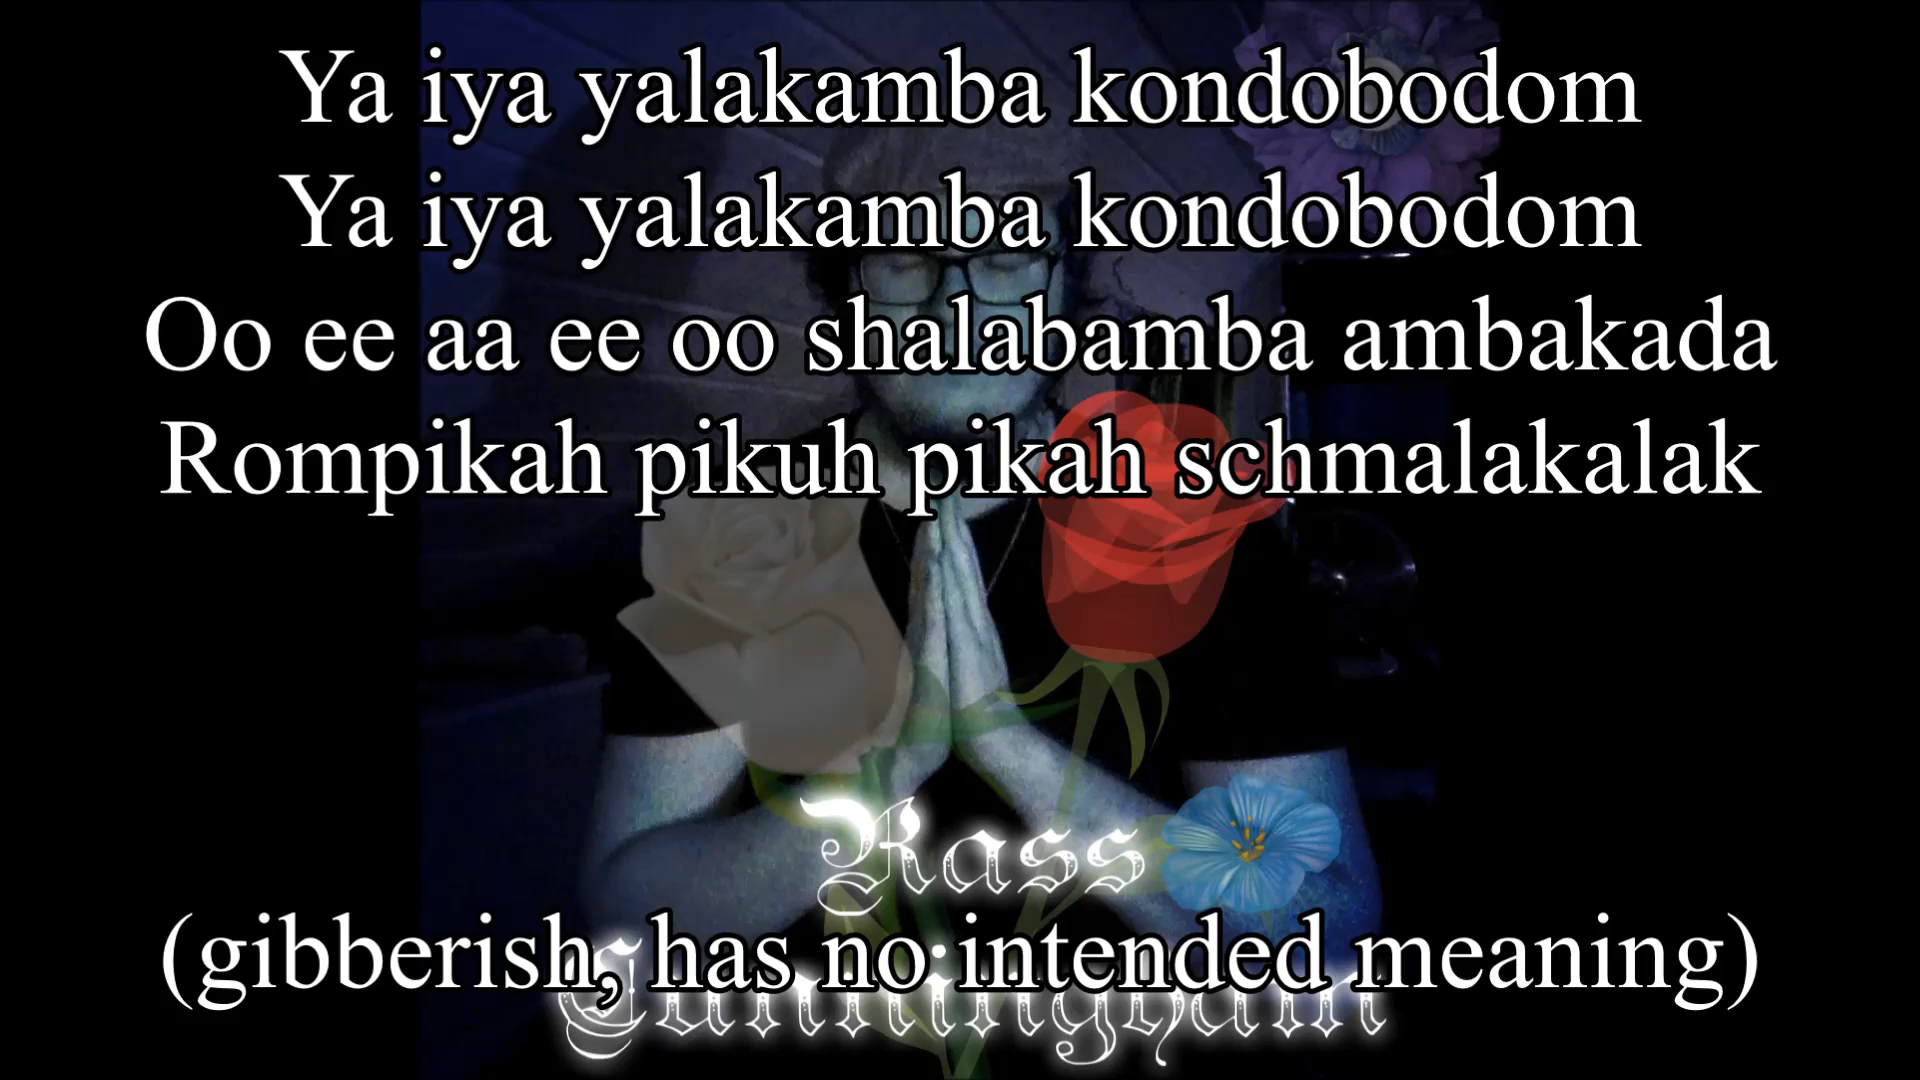 Ya iya yalakamba kondobodom
Ya iya yalakamba kondobodom
Oo ee aa ee oo shalabamba ambakada
Rompikah pikuh pikah schmalakalak
Rass
(gibberish, has no intended meaning)
Cunningham